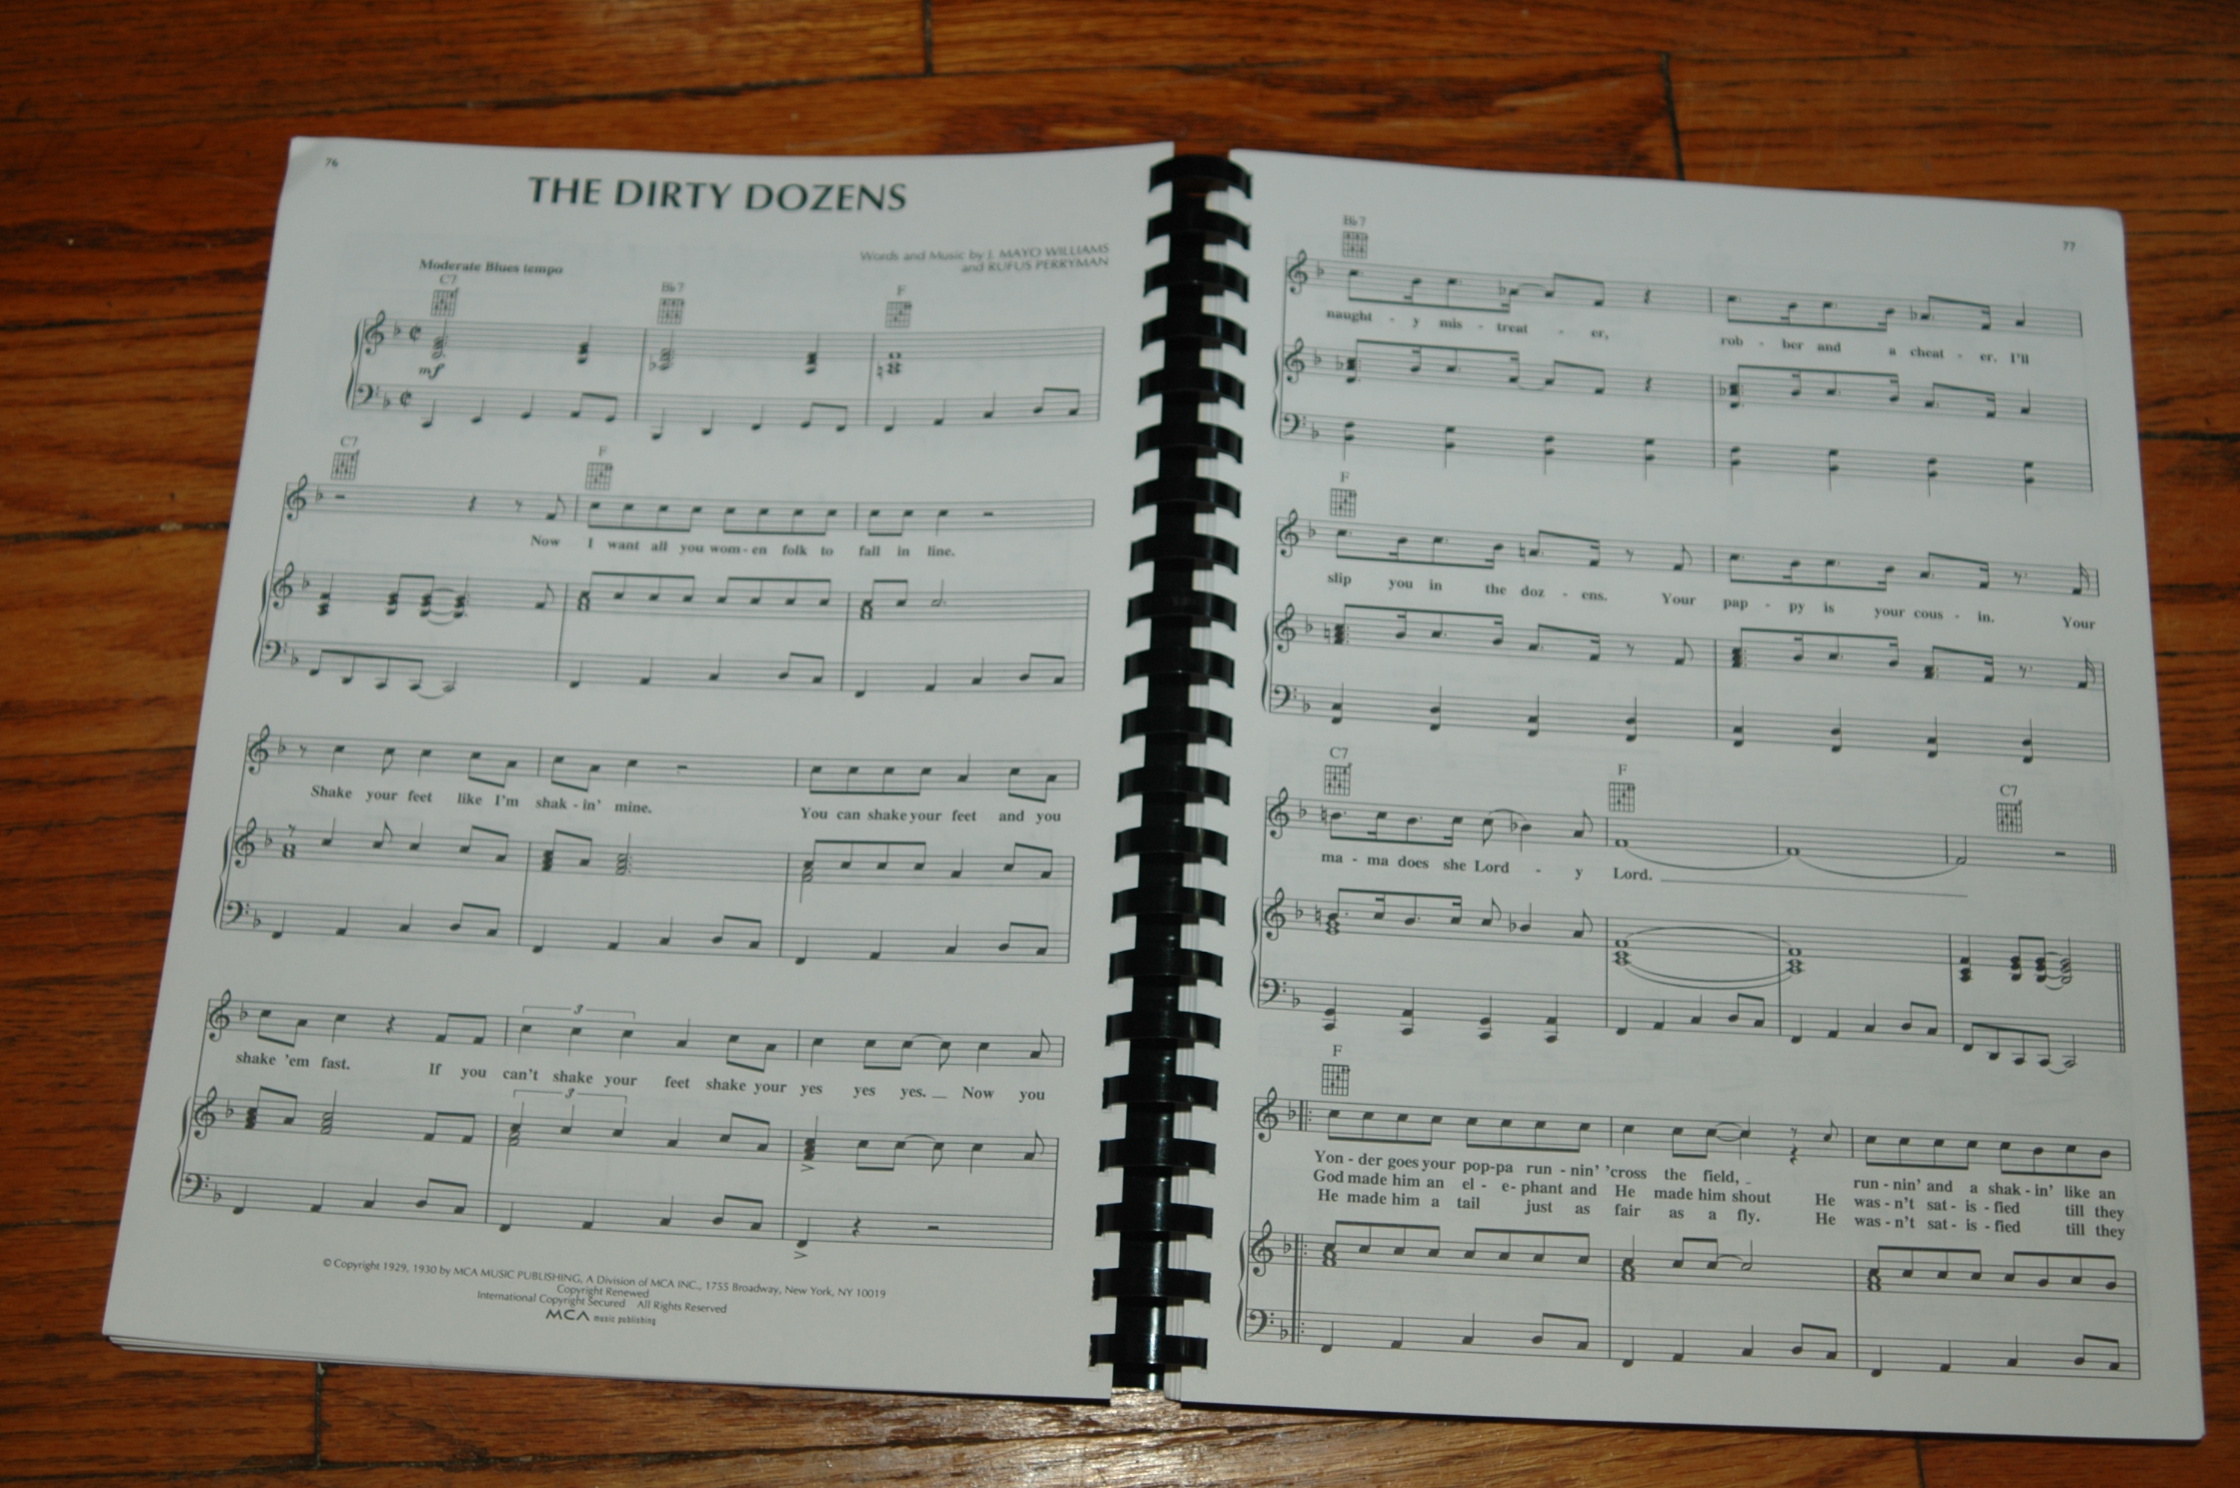 76
THE DIRTY DOZENS
Words and Music by J. MAYO WILLIAMS
and RUFUS PERRYMAN
Moderate Blues tempo
C7 B♭7 F
mf
C7 F
Now I want all you wom - en folk to fall in line.
Shake your feet like I'm shak - in' mine. You can shake your feet and you
3
shake 'em fast. If you can't shake your feet shake your yes yes yes. Now you
3
© Copyright 1929, 1930 by MCA MUSIC PUBLISHING, A Division of MCA INC., 1755 Broadway, New York, NY 10019
Copyright Renewed
International Copyright Secured All Rights Reserved
MCA music publishing
77
B♭7
naught - y mis - treat - er, rob - ber and a cheat - er. I'll
F
slip you in the doz - ens. Your pap - py is your cous - in. Your
C7 F C7
ma - ma does she Lord - y Lord.
F
Yon - der goes your pop-pa run - nin' 'cross the field, run - nin' and a shak - in' like an
God made him an el - e - phant and He made him shout He was - n't sat - is - fied till they
He made him a tail just as fair as a fly. He was - n't sat - is - fied till they